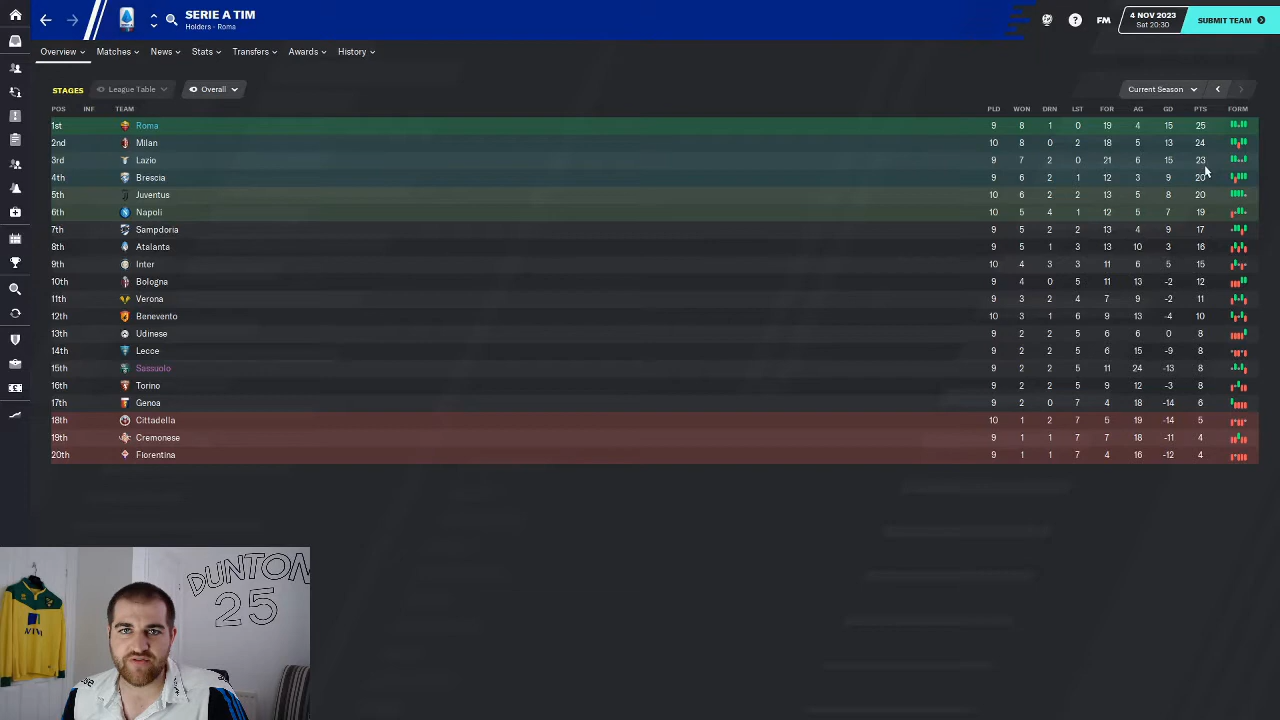 SERIE A TIM
Holders - Roma
FM
4 NOV 2023
Sat 20:30
SUBMIT TEAM
Overview Matches News Stats Transfers Awards History
STAGES League Table Overall Current Season
POS INF TEAM PLD WON DRN LST FOR AG GD PTS FORM
1st Roma 9 8 1 0 19 4 15 25
2nd Milan 10 8 0 2 18 5 13 24
3rd Lazio 9 7 2 0 21 6 15 23
4th Brescia 9 6 2 1 12 3 9 20
5th Juventus 10 6 2 2 13 5 8 20
6th Napoli 10 5 4 1 12 5 7 19
7th Sampdoria 9 5 2 2 13 4 9 17
8th Atalanta 9 5 1 3 13 10 3 16
9th Inter 10 4 3 3 11 6 5 15
10th Bologna 9 4 0 5 11 13 -2 12
11th Verona 9 3 2 4 7 9 -2 11
12th Benevento 10 3 1 6 9 13 -4 10
13th Udinese 9 2 2 5 6 6 0 8
14th Lecce 9 2 2 5 6 15 -9 8
15th Sassuolo 9 2 2 5 11 24 -13 8
16th Torino 9 2 2 5 9 12 -3 8
17th Genoa 9 2 0 7 4 18 -14 6
18th Cittadella 10 1 2 7 5 19 -14 5
19th Cremonese 9 1 1 7 7 18 -11 4
20th Fiorentina 9 1 1 7 4 16 -12 4
DUNTON
25